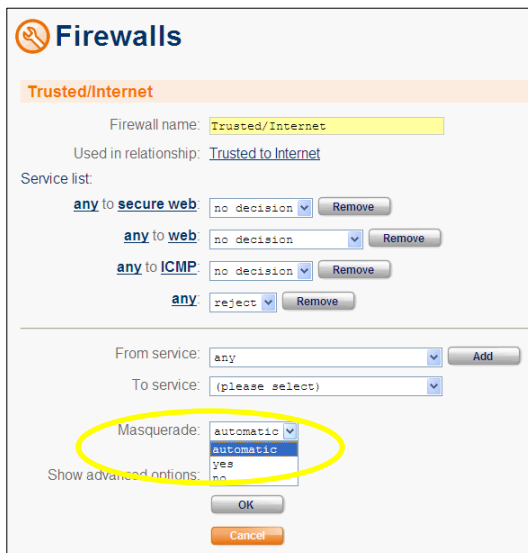 Firewalls
Trusted/Internet
Firewall name: Trusted/Internet
Used in relationship: Trusted to Internet
Service list:
any to secure web: no decision Remove
any to web: no decision Remove
any to ICMP: no decision Remove
any: reject Remove
From service: any Add
To service: (please select)
Masquerade: automatic
automatic
yes
Show advanced options: no
OK
Cancel